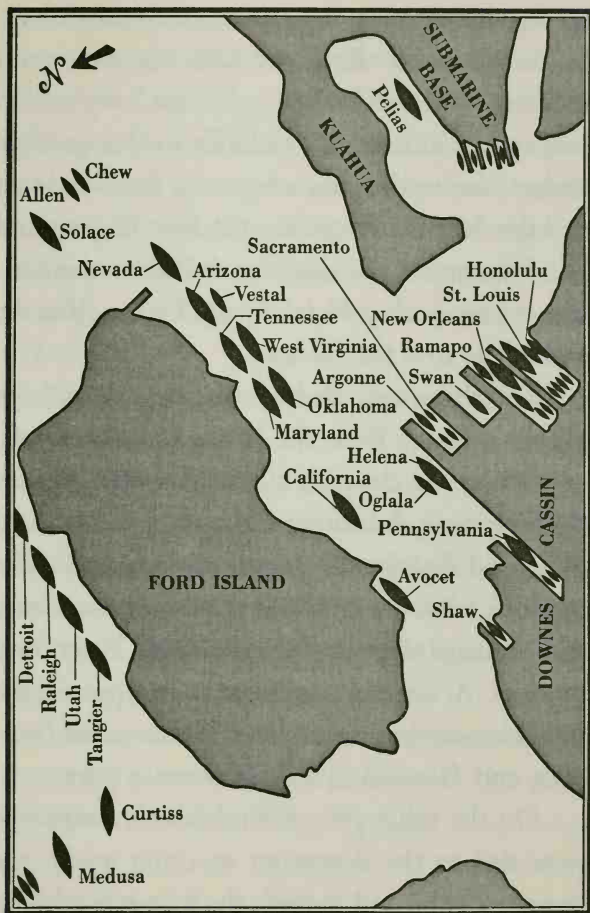 N
SUBMARINE
BASE
Pelias
KUAHUA
Chew
Allen
Solace
Sacramento
Nevada
Arizona
Honolulu
St. Louis
Vestal
New Orleans
Tennessee
Ramapo
West Virginia
Swan
Argonne
Oklahoma
Maryland
Helena
California
Oglala
Pennsylvania
CASSIN
DOWNES
FORD ISLAND
Avocet
Shaw
Detroit
Raleigh
Utah
Tangier
Curtiss
Medusa